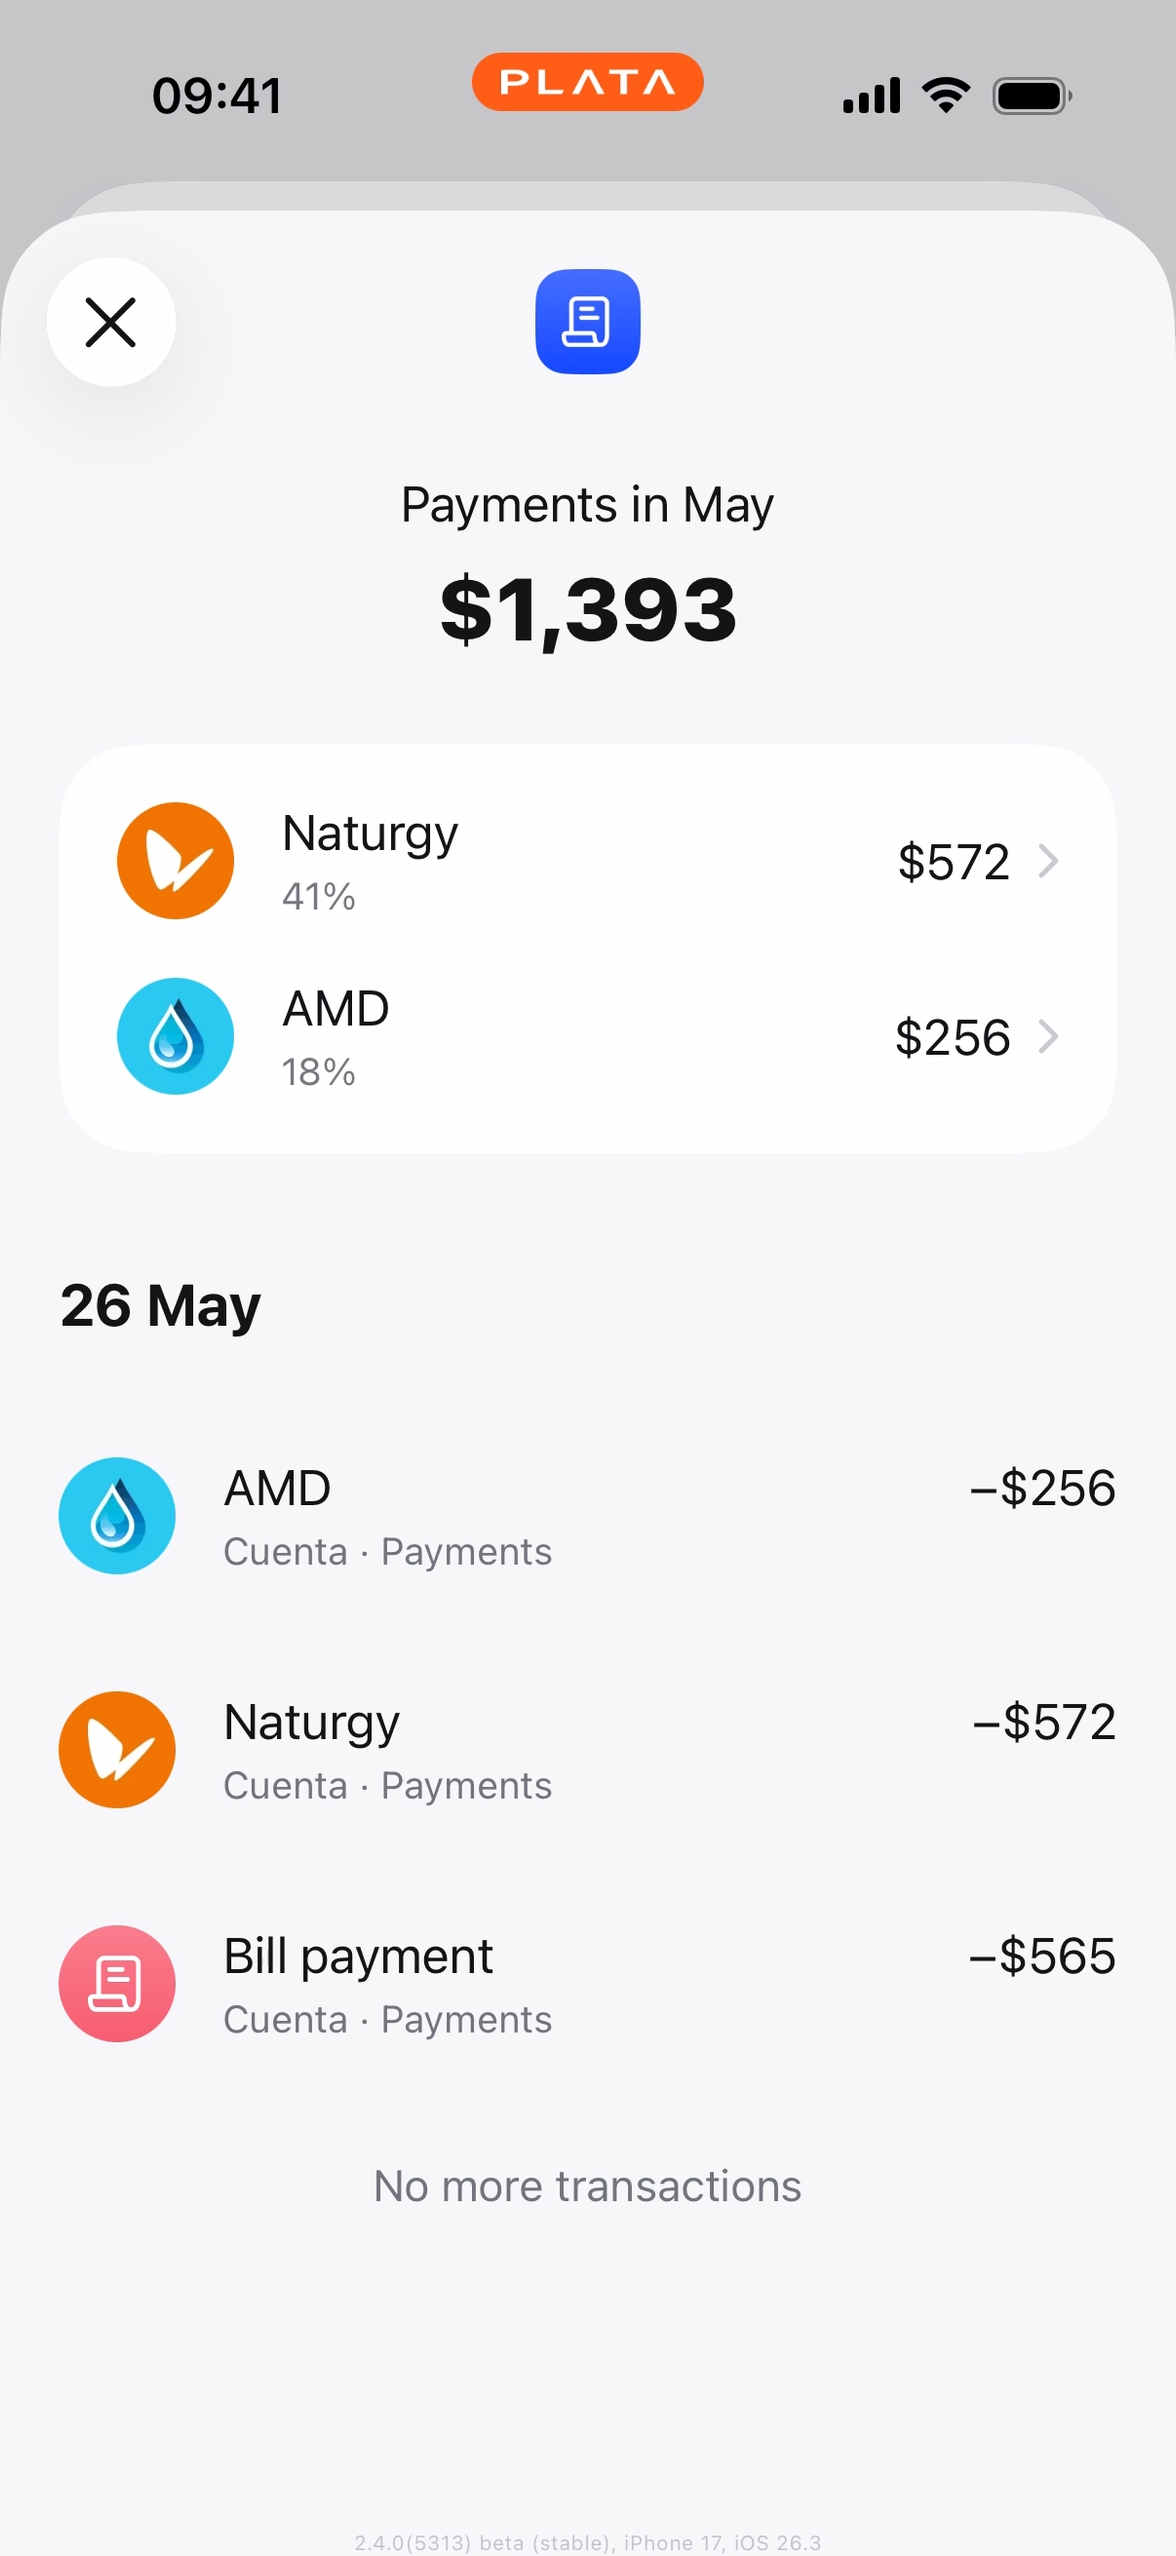 09:41
PLATA
Payments in May
$1,393
Naturgy
41%
$572
AMD
18%
$256
26 May
AMD
–$256
Cuenta · Payments
Naturgy
–$572
Cuenta · Payments
Bill payment
–$565
Cuenta · Payments
No more transactions
2.4.0(5313) beta (stable), iPhone 17, iOS 26.3